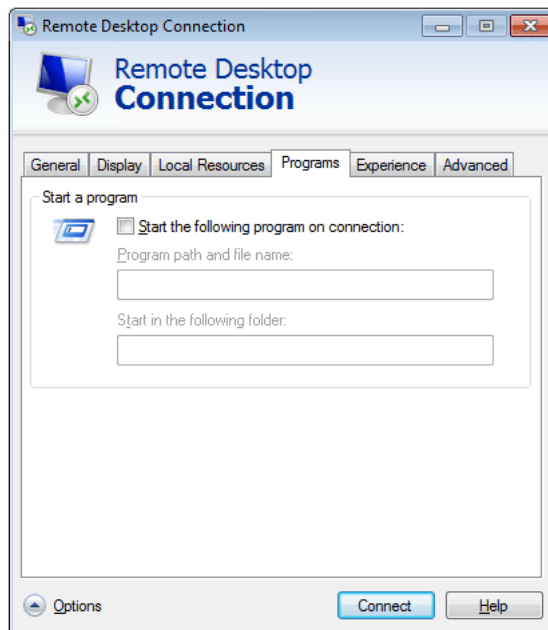 Remote Desktop Connection
Remote Desktop
Connection
General Display Local Resources Programs Experience Advanced
Start a program
Start the following program on connection:
Program path and file name:
Start in the following folder:
Options Connect Help